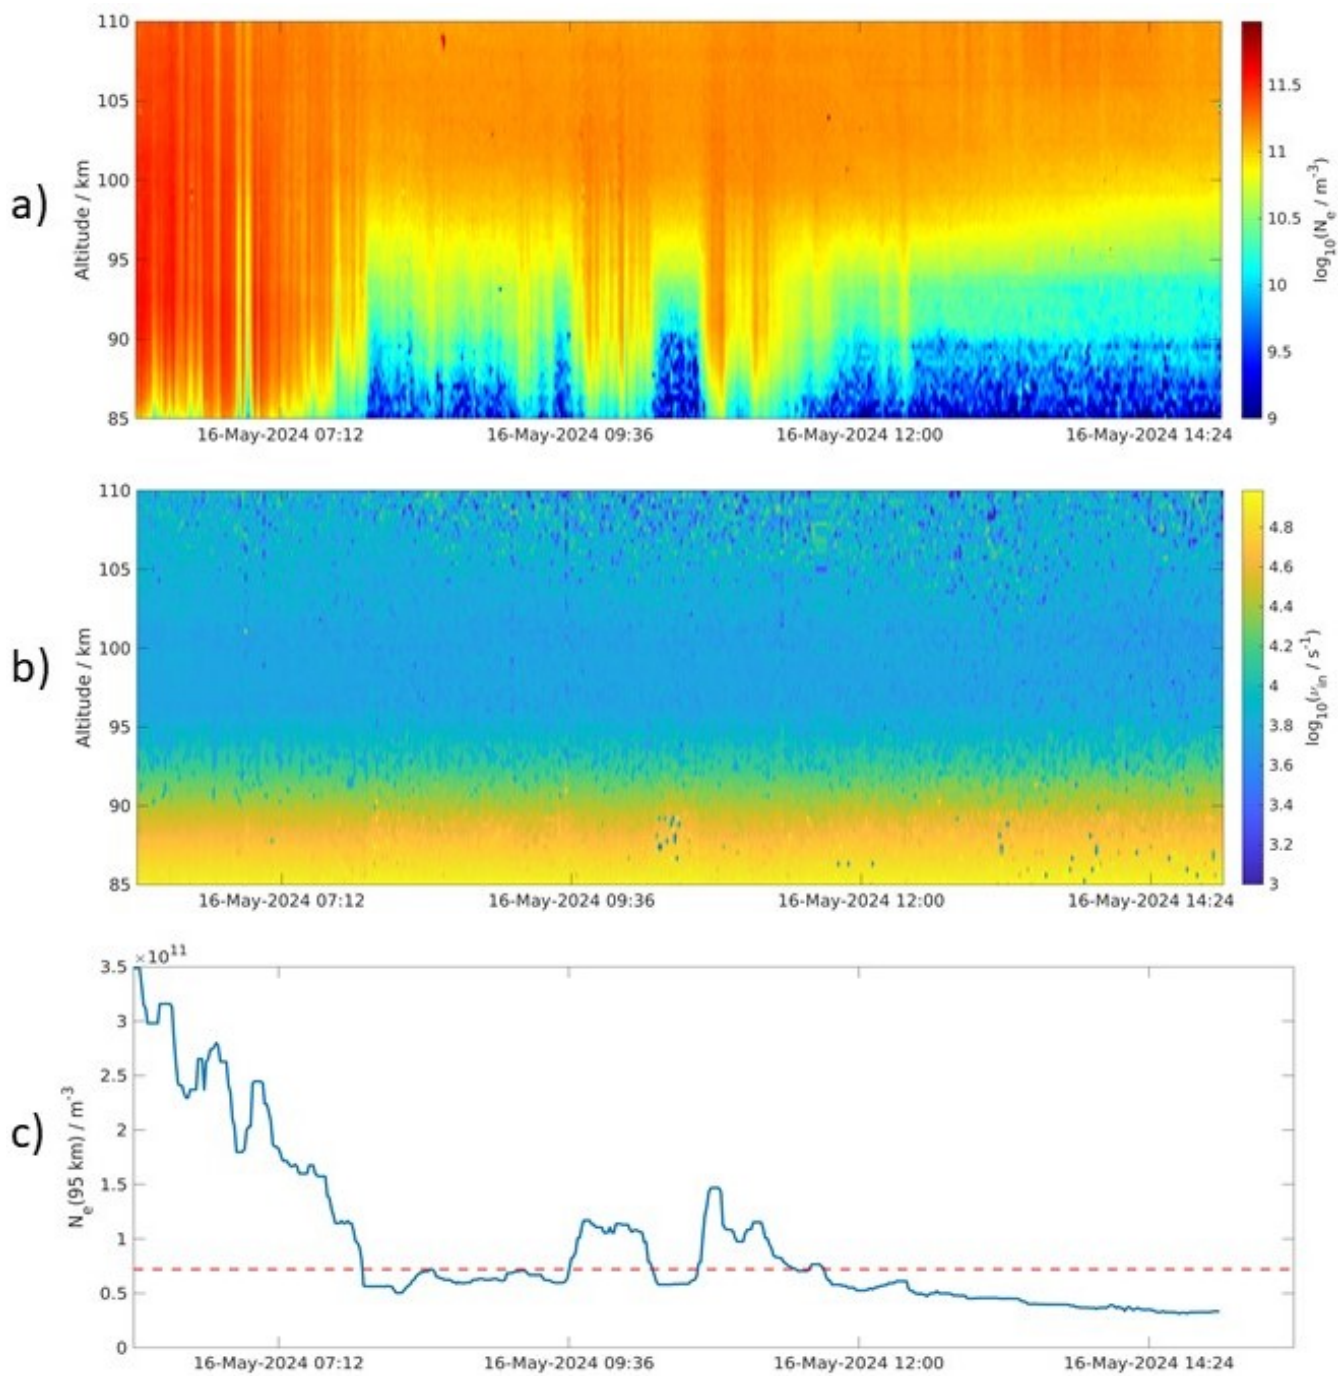 a)
Altitude / km
110
105
100
95
90
85
16-May-2024 07:12
16-May-2024 09:36
16-May-2024 12:00
16-May-2024 14:24
11.5
11
10.5
10
9.5
9
log10(Ne / m-3)
b)
Altitude / km
110
105
100
95
90
85
16-May-2024 07:12
16-May-2024 09:36
16-May-2024 12:00
16-May-2024 14:24
4.8
4.6
4.4
4.2
4
3.8
3.6
3.4
3.2
3
log10(νin / s-1)
c)
Ne(95 km) / m-3
×10^11
3.5
3
2.5
2
1.5
1
0.5
0
16-May-2024 07:12
16-May-2024 09:36
16-May-2024 12:00
16-May-2024 14:24